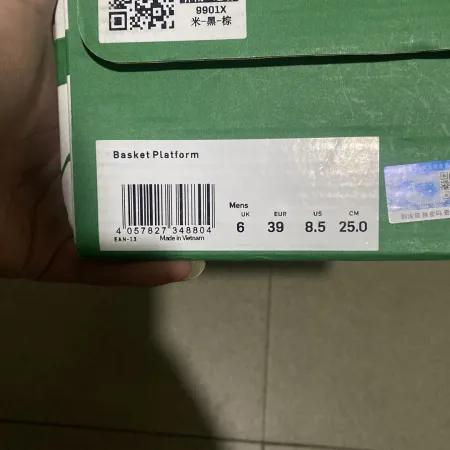 9901X
米-黑-棕
Basket Platform
Mens
UK EUR US CM
6 39 8.5 25.0
4 057827 348804
EAN-13 Made in Vietnam